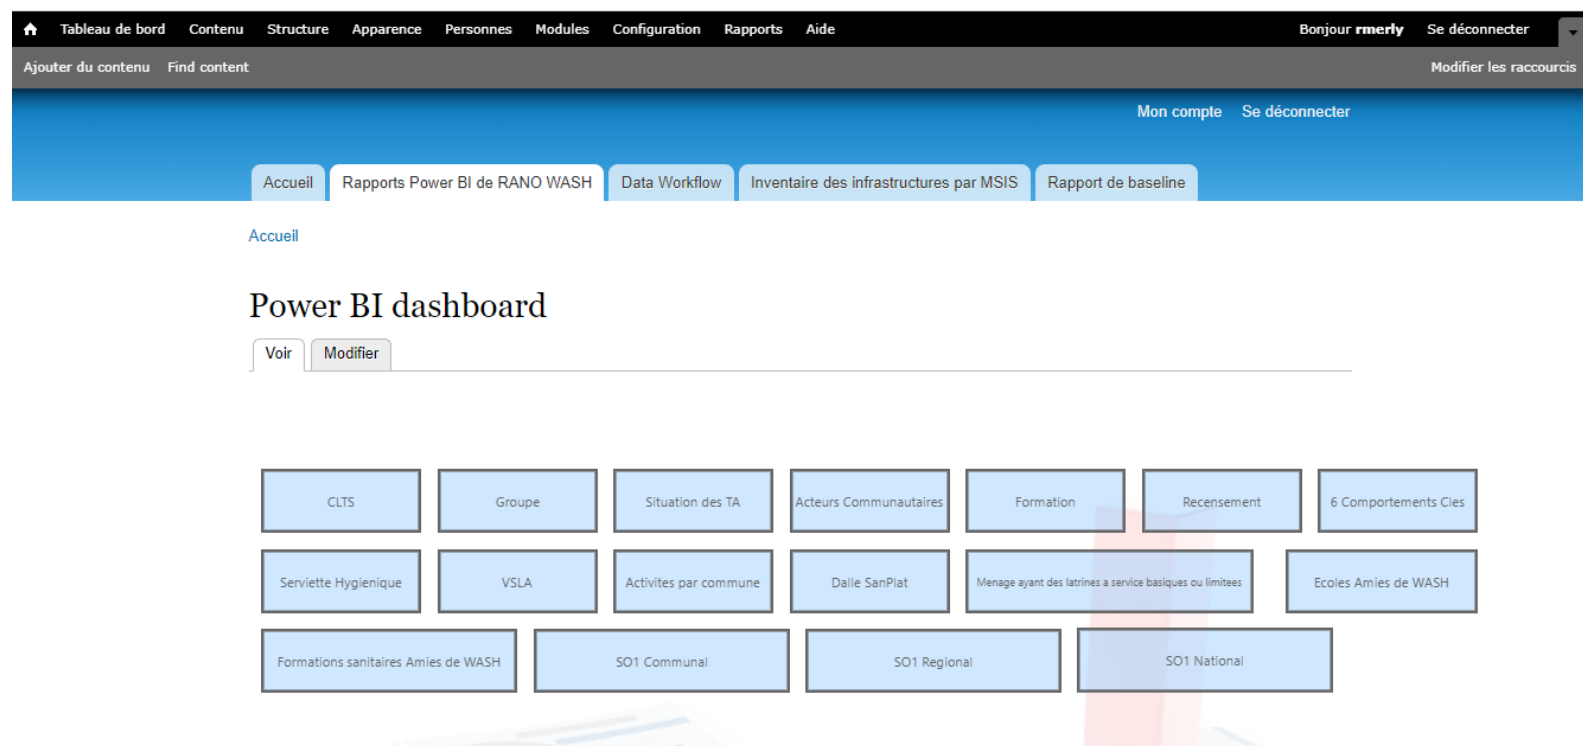 Tableau de bord Contenu Structure Apparence Personnes Modules Configuration Rapports Aide Bonjour rmerly Se déconnecter
Ajouter du contenu Find content Modifier les raccourcis
Mon compte Se déconnecter
Accueil Rapports Power BI de RANO WASH Data Workflow Inventaire des infrastructures par MSIS Rapport de baseline
Accueil
Power BI dashboard
Voir Modifier
CLTS Groupe Situation des TA Acteurs Communautaires Formation Recensement 6 Comportements Cles
Serviette Hygienique VSLA Activites par commune Dalle SanPlat Menage ayant des latrines a service basiques ou limitees Ecoles Amies de WASH
Formations sanitaires Amies de WASH SO1 Communal SO1 Regional SO1 National